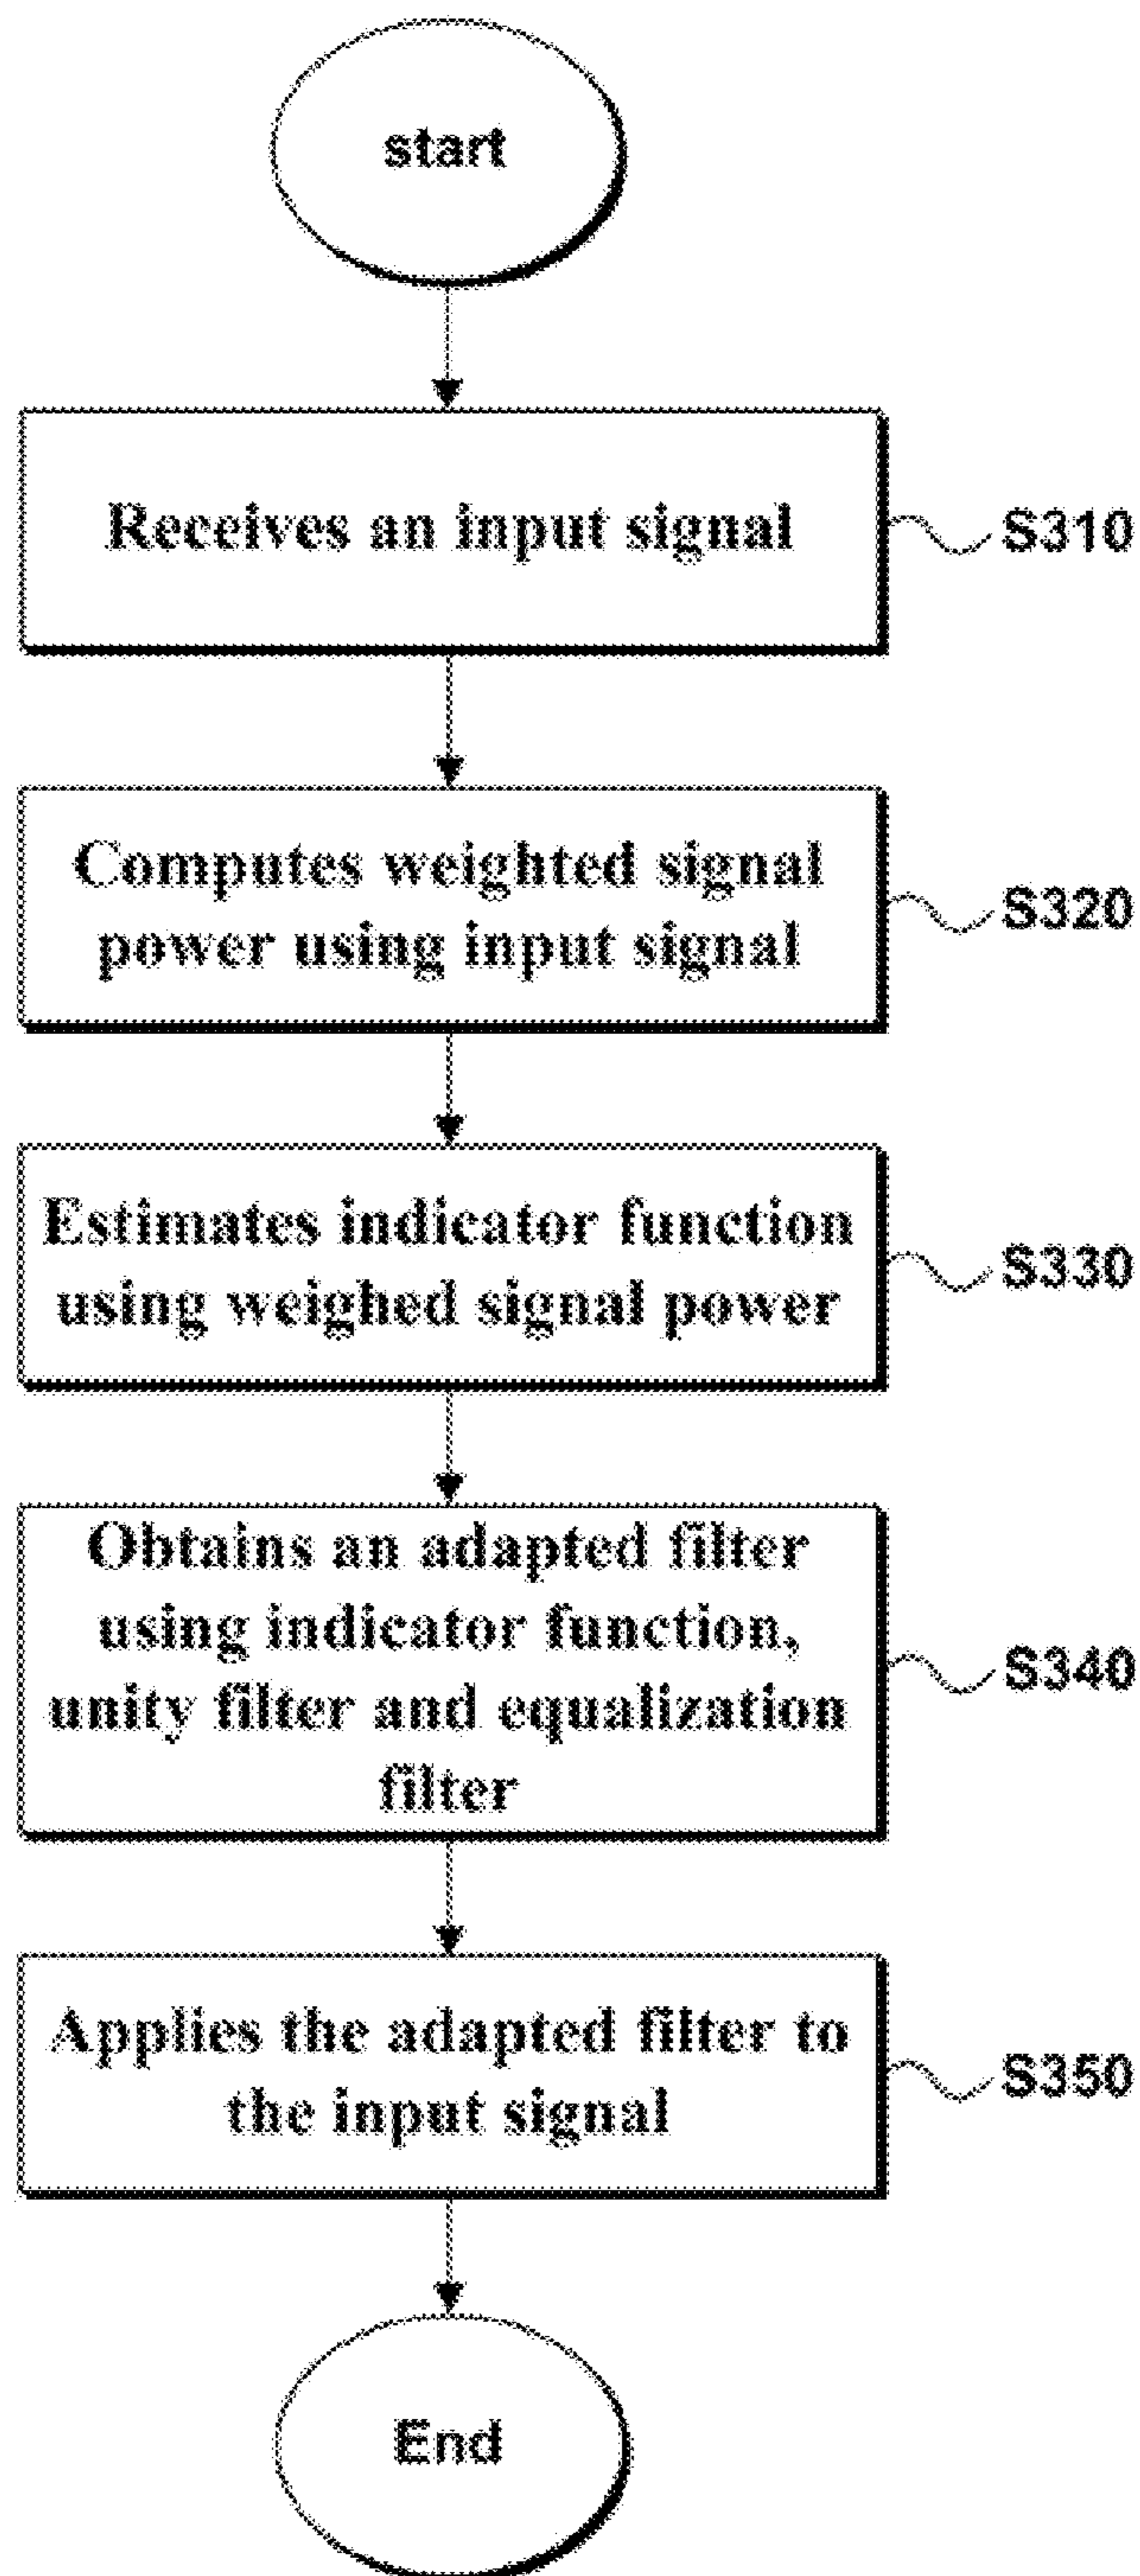 start
Receives an input signal
S310
Computes weighted signal
power using input signal
S320
Estimates indicator function
using weighed signal power
S330
Obtains an adapted filter
using indicator function,
unity filter and equalization
filter
S340
Applies the adapted filter to
the input signal
S350
End